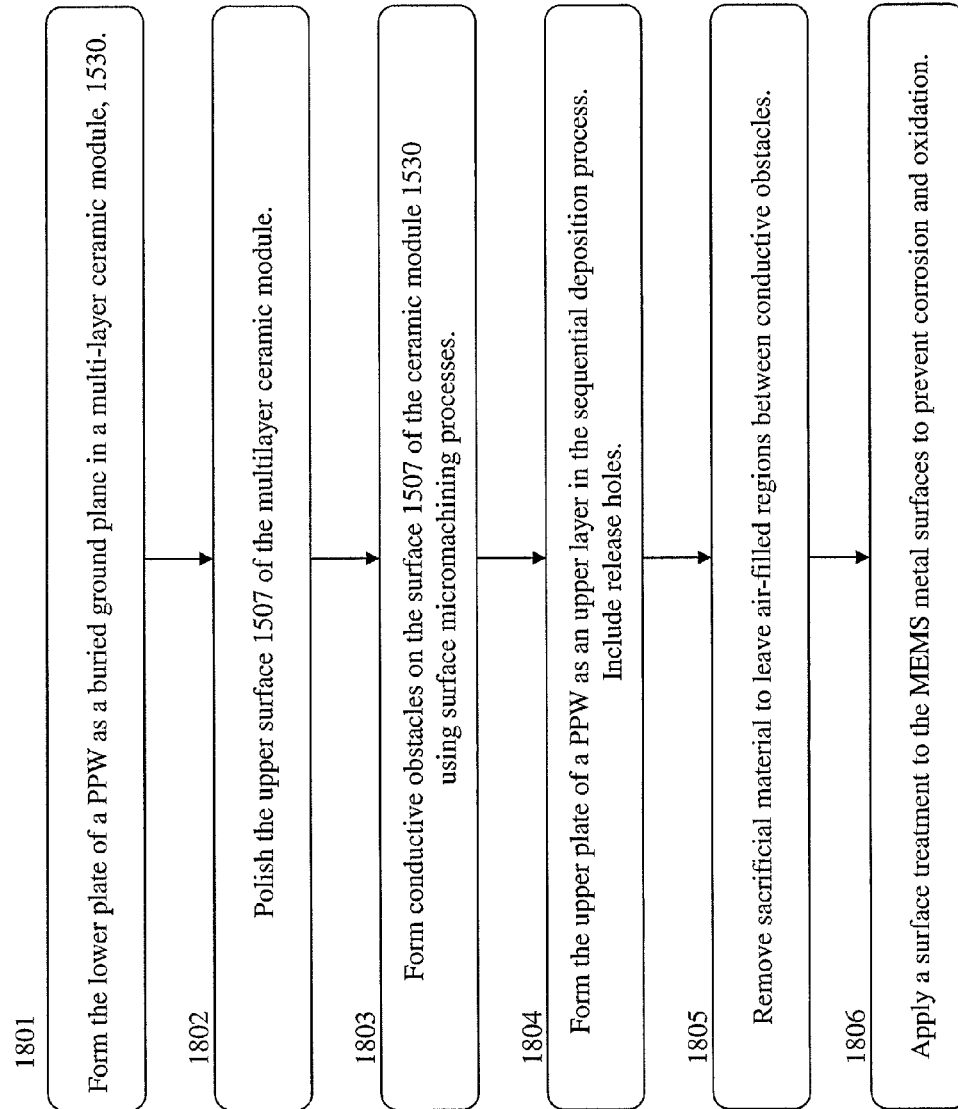 1801
Form the lower plate of a PPW as a buried ground plane in a multi-layer ceramic module, 1530.
1802
Polish the upper surface 1507 of the multilayer ceramic module.
1803
Form conductive obstacles on the surface 1507 of the ceramic module 1530
using surface micromachining processes.
1804
Form the upper plate of a PPW as an upper layer in the sequential deposition process.
Include release holes.
1805
Remove sacrificial material to leave air-filled regions between conductive obstacles.
1806
Apply a surface treatment to the MEMS metal surfaces to prevent corrosion and oxidation.